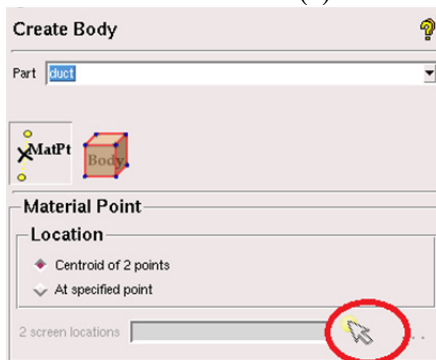 Create Body
Part duct
MatPt Body
Material Point
Location
Centroid of 2 points
At specified point
2 screen locations